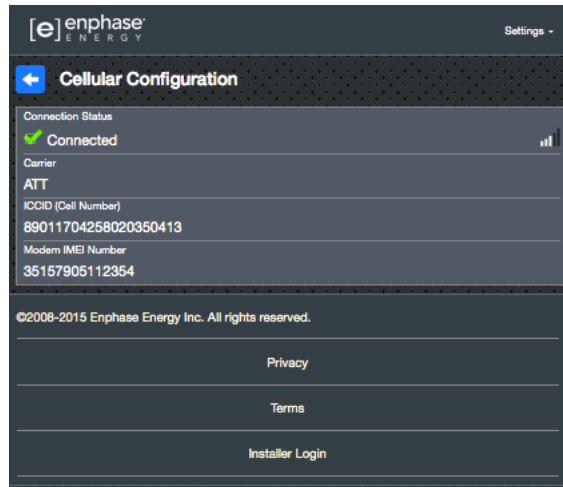 [e] enphase
ENERGY
Settings
Cellular Configuration
Connection Status
Connected
Carrier
ATT
ICCID (Cell Number)
89011704258020350413
Modem IMEI Number
35157905112354
©2008-2015 Enphase Energy Inc. All rights reserved.
Privacy
Terms
Installer Login